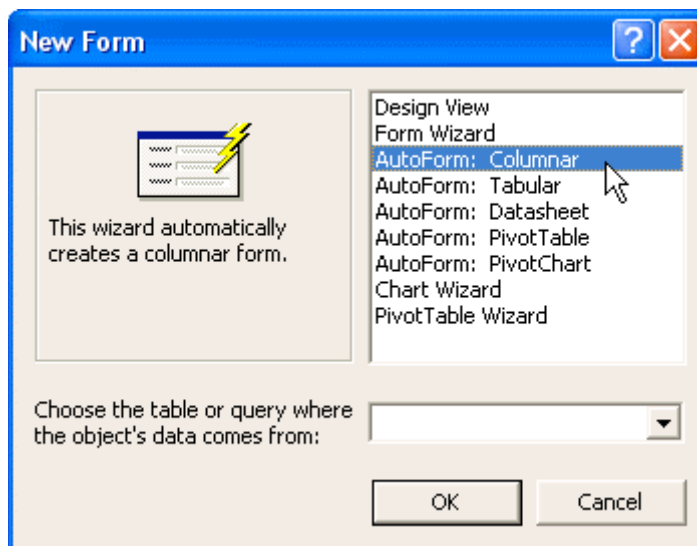 New Form
This wizard automatically
creates a columnar form.
Design View
Form Wizard
AutoForm: Columnar
AutoForm: Tabular
AutoForm: Datasheet
AutoForm: PivotTable
AutoForm: PivotChart
Chart Wizard
PivotTable Wizard
Choose the table or query where
the object's data comes from:
OK
Cancel